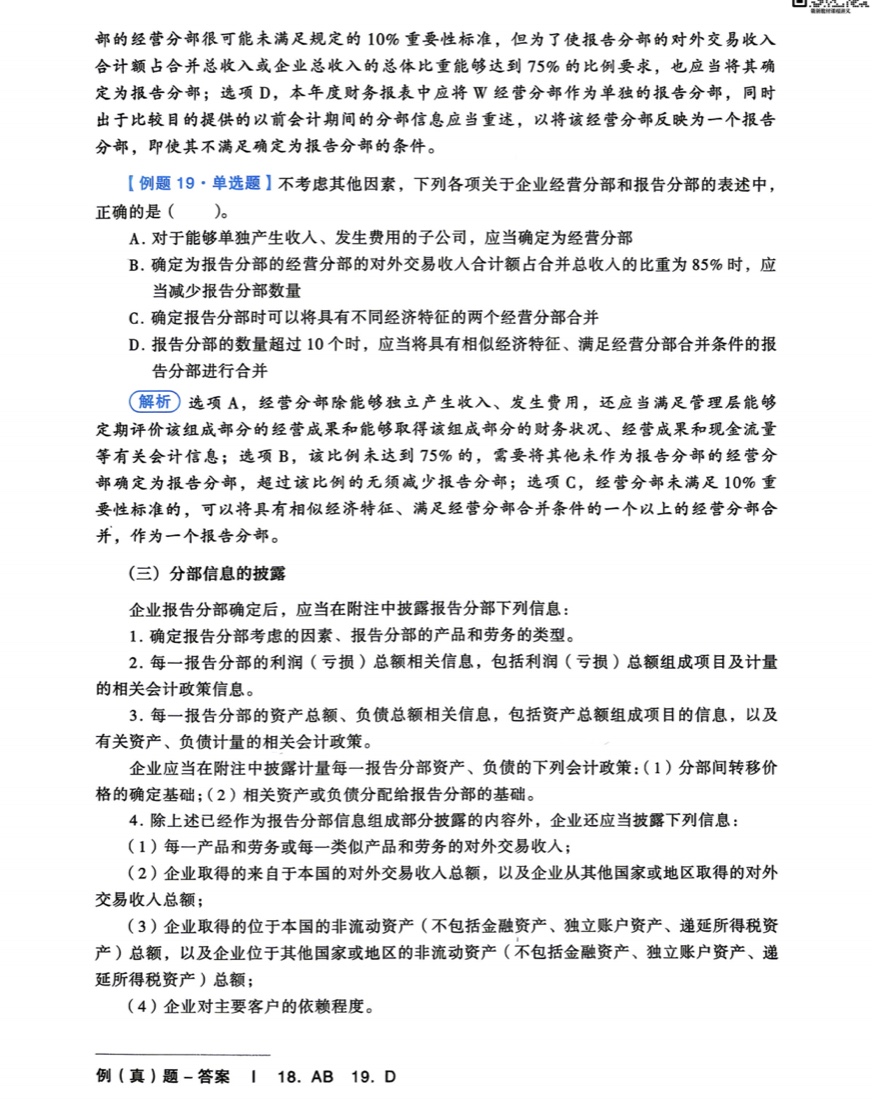 部的经营分部很可能未满足规定的 10% 重要性标准，但为了使报告分部的对外交易收入
合计额占合并总收入或企业总收入的总体比重能够达到 75% 的比例要求，也应当将其确
定为报告分部；选项 D，本年度财务报表中应将 W 经营分部作为单独的报告分部，同时
出于比较目的提供的以前会计期间的分部信息应当重述，以将该经营分部反映为一个报告
分部，即使其不满足确定为报告分部的条件。
【例题 19·单选题】不考虑其他因素，下列各项关于企业经营分部和报告分部的表述中，
正确的是（　　）。
A. 对于能够单独产生收入、发生费用的子公司，应当确定为经营分部
B. 确定为报告分部的经营分部的对外交易收入合计额占合并总收入的比重为 85% 时，应
当减少报告分部数量
C. 确定报告分部时可以将具有不同经济特征的两个经营分部合并
D. 报告分部的数量超过 10 个时，应当将具有相似经济特征、满足经营分部合并条件的报
告分部进行合并
解析 选项 A，经营分部除能够独立产生收入、发生费用，还应当满足管理层能够
定期评价该组成部分的经营成果和能够取得该组成部分的财务状况、经营成果和现金流量
等有关会计信息；选项 B，该比例未达到 75% 的，需要将其他未作为报告分部的经营分
部确定为报告分部，超过该比例的无须减少报告分部；选项 C，经营分部未满足 10% 重
要性标准的，可以将具有相似经济特征、满足经营分部合并条件的一个以上的经营分部合
并，作为一个报告分部。
（三）分部信息的披露
企业报告分部确定后，应当在附注中披露报告分部下列信息：
1. 确定报告分部考虑的因素、报告分部的产品和劳务的类型。
2. 每一报告分部的利润（亏损）总额相关信息，包括利润（亏损）总额组成项目及计量
的相关会计政策信息。
3. 每一报告分部的资产总额、负债总额相关信息，包括资产总额组成项目的信息，以及
有关资产、负债计量的相关会计政策。
企业应当在附注中披露计量每一报告分部资产、负债的下列会计政策：（1）分部间转移价
格的确定基础；（2）相关资产或负债分配给报告分部的基础。
4. 除上述已经作为报告分部信息组成部分披露的内容外，企业还应当披露下列信息：
（1）每一产品和劳务或每一类似产品和劳务的对外交易收入；
（2）企业取得的来自于本国的对外交易收入总额，以及企业从其他国家或地区取得的对外
交易收入总额；
（3）企业取得的位于本国的非流动资产（不包括金融资产、独立账户资产、递延所得税资
产）总额，以及企业位于其他国家或地区的非流动资产（不包括金融资产、独立账户资产、递
延所得税资产）总额；
（4）企业对主要客户的依赖程度。
例（真）题－答案 | 18. AB 19. D